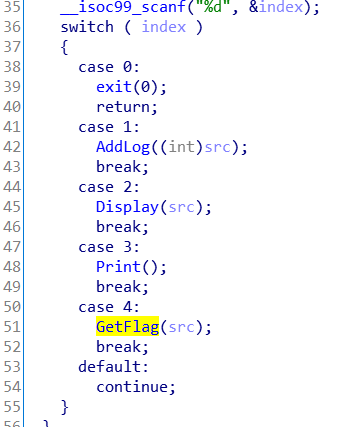 35 __isoc99_scanf("%d", &index);
36 switch ( index )
37 {
38 case 0:
39 exit(0);
40 return;
41 case 1:
42 AddLog((int)src);
43 break;
44 case 2:
45 Display(src);
46 break;
47 case 3:
48 Print();
49 break;
50 case 4:
51 GetFlag(src);
52 break;
53 default:
54 continue;
55 }
56 }